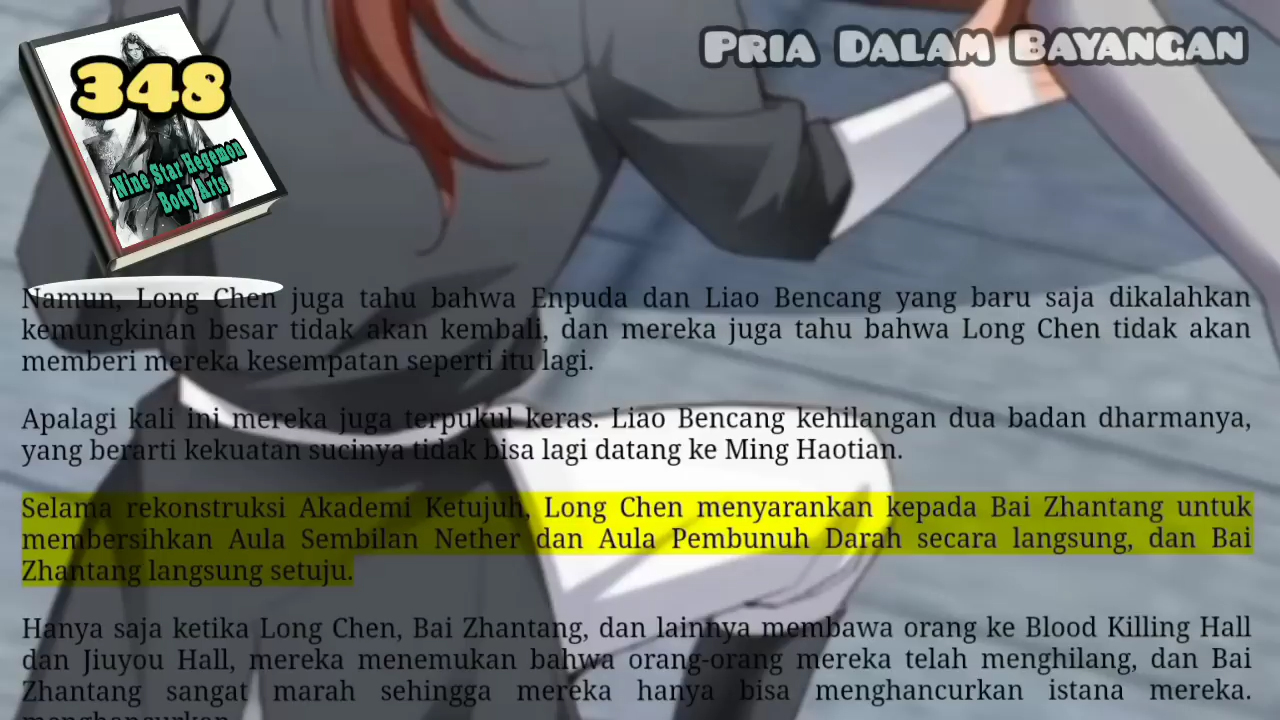 348
Nine Star Hegemon
Body Arts
Pria Dalam Bayangan
Namun, Long Chen juga tahu bahwa Enpuda dan Liao Bencang yang baru saja dikalahkan
kemungkinan besar tidak akan kembali, dan mereka juga tahu bahwa Long Chen tidak akan
memberi mereka kesempatan seperti itu lagi.
Apalagi kali ini mereka juga terpukul keras. Liao Bencang kehilangan dua badan dharmanya,
yang berarti kekuatan sucinya tidak bisa lagi datang ke Ming Haotian.
Selama rekonstruksi Akademi Ketujuh, Long Chen menyarankan kepada Bai Zhantang untuk
membersihkan Aula Sembilan Nether dan Aula Pembunuh Darah secara langsung, dan Bai
Zhantang langsung setuju.
Hanya saja ketika Long Chen, Bai Zhantang, dan lainnya membawa orang ke Blood Killing Hall
dan Jiuyou Hall, mereka menemukan bahwa orang-orang mereka telah menghilang, dan Bai
Zhantang sangat marah sehingga mereka hanya bisa menghancurkan istana mereka.
menghancurkan